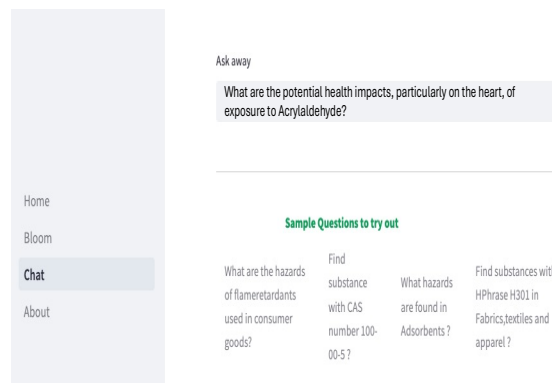 Ask away
What are the potential health impacts, particularly on the heart, of
exposure to Acrylaldehyde?
Home
Bloom
Chat
About
Sample Questions to try out
What are the hazards
of flameretardants
used in consumer
goods?
Find
substance
with CAS
number 100-
00-5 ?
What hazards
are found in
Adsorbents ?
Find substances with
HPhrase H301 in
Fabrics,textiles and
apparel ?